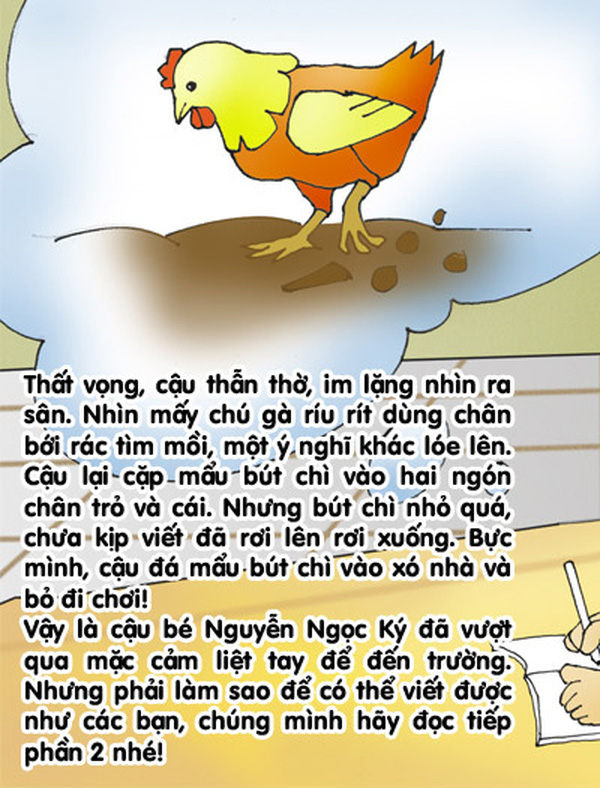 Thất vọng, cậu thẫn thờ, im lặng nhìn ra
sân. Nhìn mấy chú gà ríu rít dùng chân
bới rác tìm mồi, một ý nghĩ khác lóe lên.
Cậu lại cặp mẩu bút chì vào hai ngón
chân trỏ và cái. Nhưng bút chì nhỏ quá,
chưa kịp viết đã rơi lên rơi xuống. Bực
mình, cậu đá mẩu bút chì vào xó nhà và
bỏ đi chơi!
Vậy là cậu bé Nguyễn Ngọc Ký đã vượt
qua mặc cảm liệt tay để đến trường.
Nhưng phải làm sao để có thể viết được
như các bạn, chúng mình hãy đọc tiếp
phần 2 nhé!